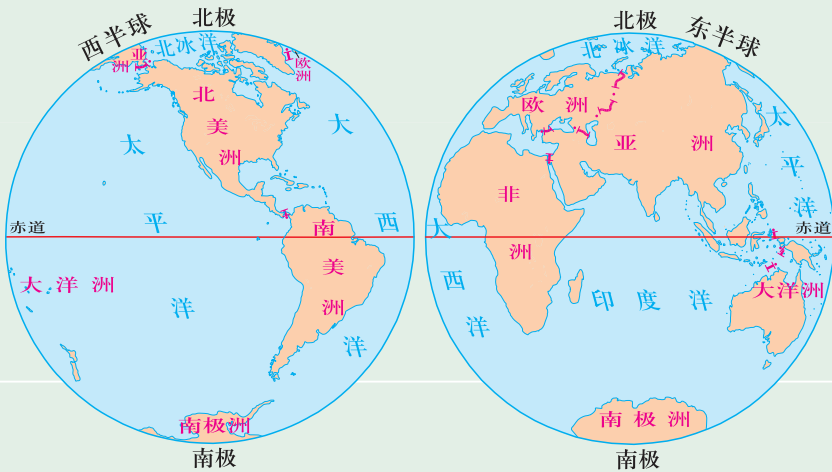 西半球
北极
北冰洋
亚洲
欧洲
北美洲
太平洋
大西洋
赤道
南美洲
大洋洲
南极洲
南极
东半球
北极
北冰洋
欧洲
亚洲
太平洋
非洲
大西洋
赤道
印度洋
大洋洲
南极洲
南极